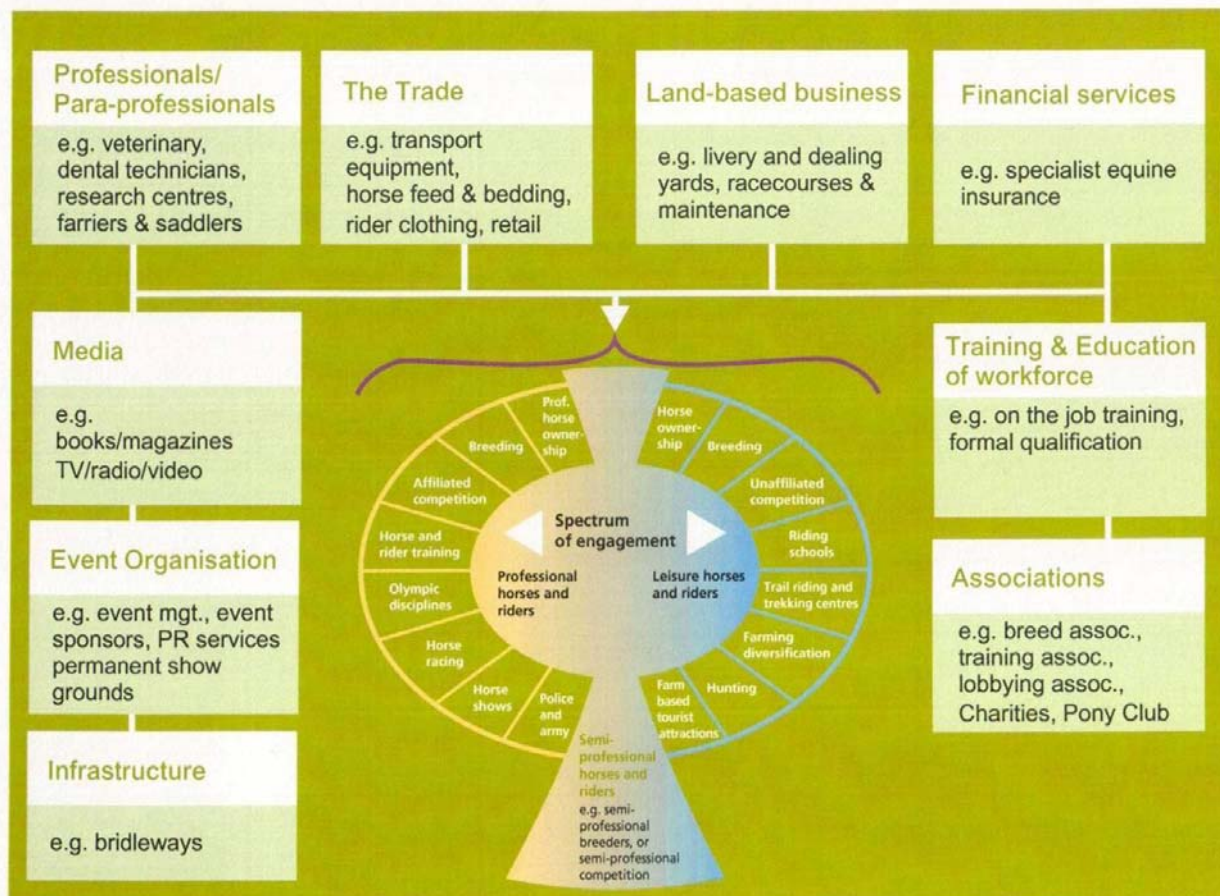 Professionals/
Para-professionals
e.g. veterinary,
dental technicians,
research centres,
farriers & saddlers
The Trade
e.g. transport
equipment,
horse feed & bedding,
rider clothing, retail
Land-based business
e.g. livery and dealing
yards, racecourses &
maintenance
Financial services
e.g. specialist equine
insurance
Media
e.g.
books/magazines
TV/radio/video
Event Organisation
e.g. event mgt., event
sponsors, PR services
permanent show
grounds
Infrastructure
e.g. bridleways
Prof.
horse
owner-
ship
Breeding
Affiliated
competition
Horse and
rider training
Olympic
disciplines
Horse
racing
Horse
shows
Police
and
army
Spectrum
of engagement
Professional
horses and
riders
Leisure horses
and riders
Horse
owner-
ship
Breeding
Unaffiliated
competition
Riding
schools
Trail riding and
trekking centres
Farming
diversification
Hunting
Farm
based
tourist
attractions
Semi-
professional
horses and
riders
e.g. semi-
professional
breeders, or
semi-professional
competition
Training & Education
of workforce
e.g. on the job training,
formal qualification
Associations
e.g. breed assoc.,
training assoc.,
lobbying assoc.,
Charities, Pony Club